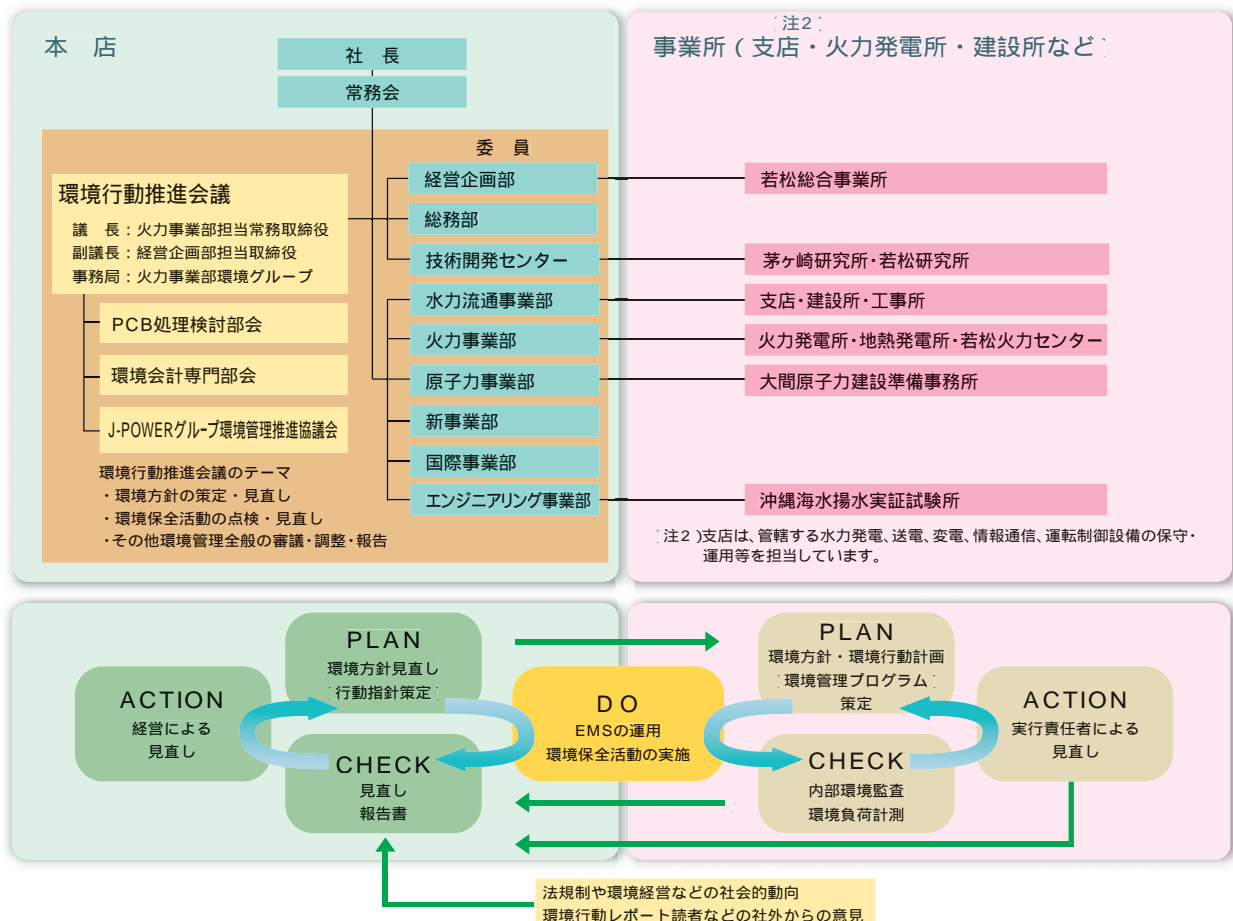 本 店
社 長
常務会
委 員
環境行動推進会議
議 長：火力事業部担当常務取締役
副議長：経営企画部担当取締役
事務局：火力事業部環境グループ
PCB処理検討部会
環境会計専門部会
J-POWERグループ環境管理推進協議会
環境行動推進会議のテーマ
・環境方針の策定・見直し
・環境保全活動の点検・見直し
・その他環境管理全般の審議・調整・報告
経営企画部
総務部
技術開発センター
水力流通事業部
火力事業部
原子力事業部
新事業部
国際事業部
エンジニアリング事業部
（注2）
事業所（支店・火力発電所・建設所など）
若松総合事業所
茅ヶ崎研究所・若松研究所
支店・建設所・工事所
火力発電所・地熱発電所・若松火力センター
大間原子力建設準備事務所
沖縄海水揚水実証試験所
（注2）支店は、管轄する水力発電、送電、変電、情報通信、運転制御設備の保守・
運用等を担当しています。
ACTION
経営による
見直し
PLAN
環境方針見直し
（行動指針策定）
CHECK
見直し
報告書
DO
EMSの運用
環境保全活動の実施
PLAN
環境方針・環境行動計画
（環境管理プログラム）
策定
CHECK
内部環境監査
環境負荷計測
ACTION
実行責任者による
見直し
法規制や環境経営などの社会的動向
環境行動レポート読者などの社外からの意見